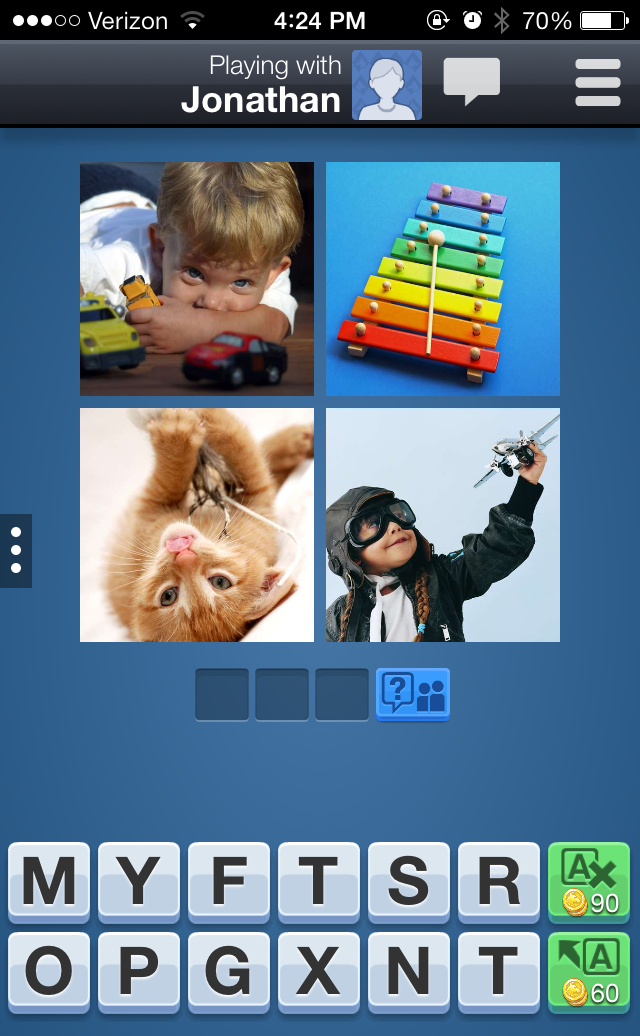 Verizon 4:24 PM 70%
Playing with
Jonathan
?
M Y F T S R A 90
O P G X N T A 60